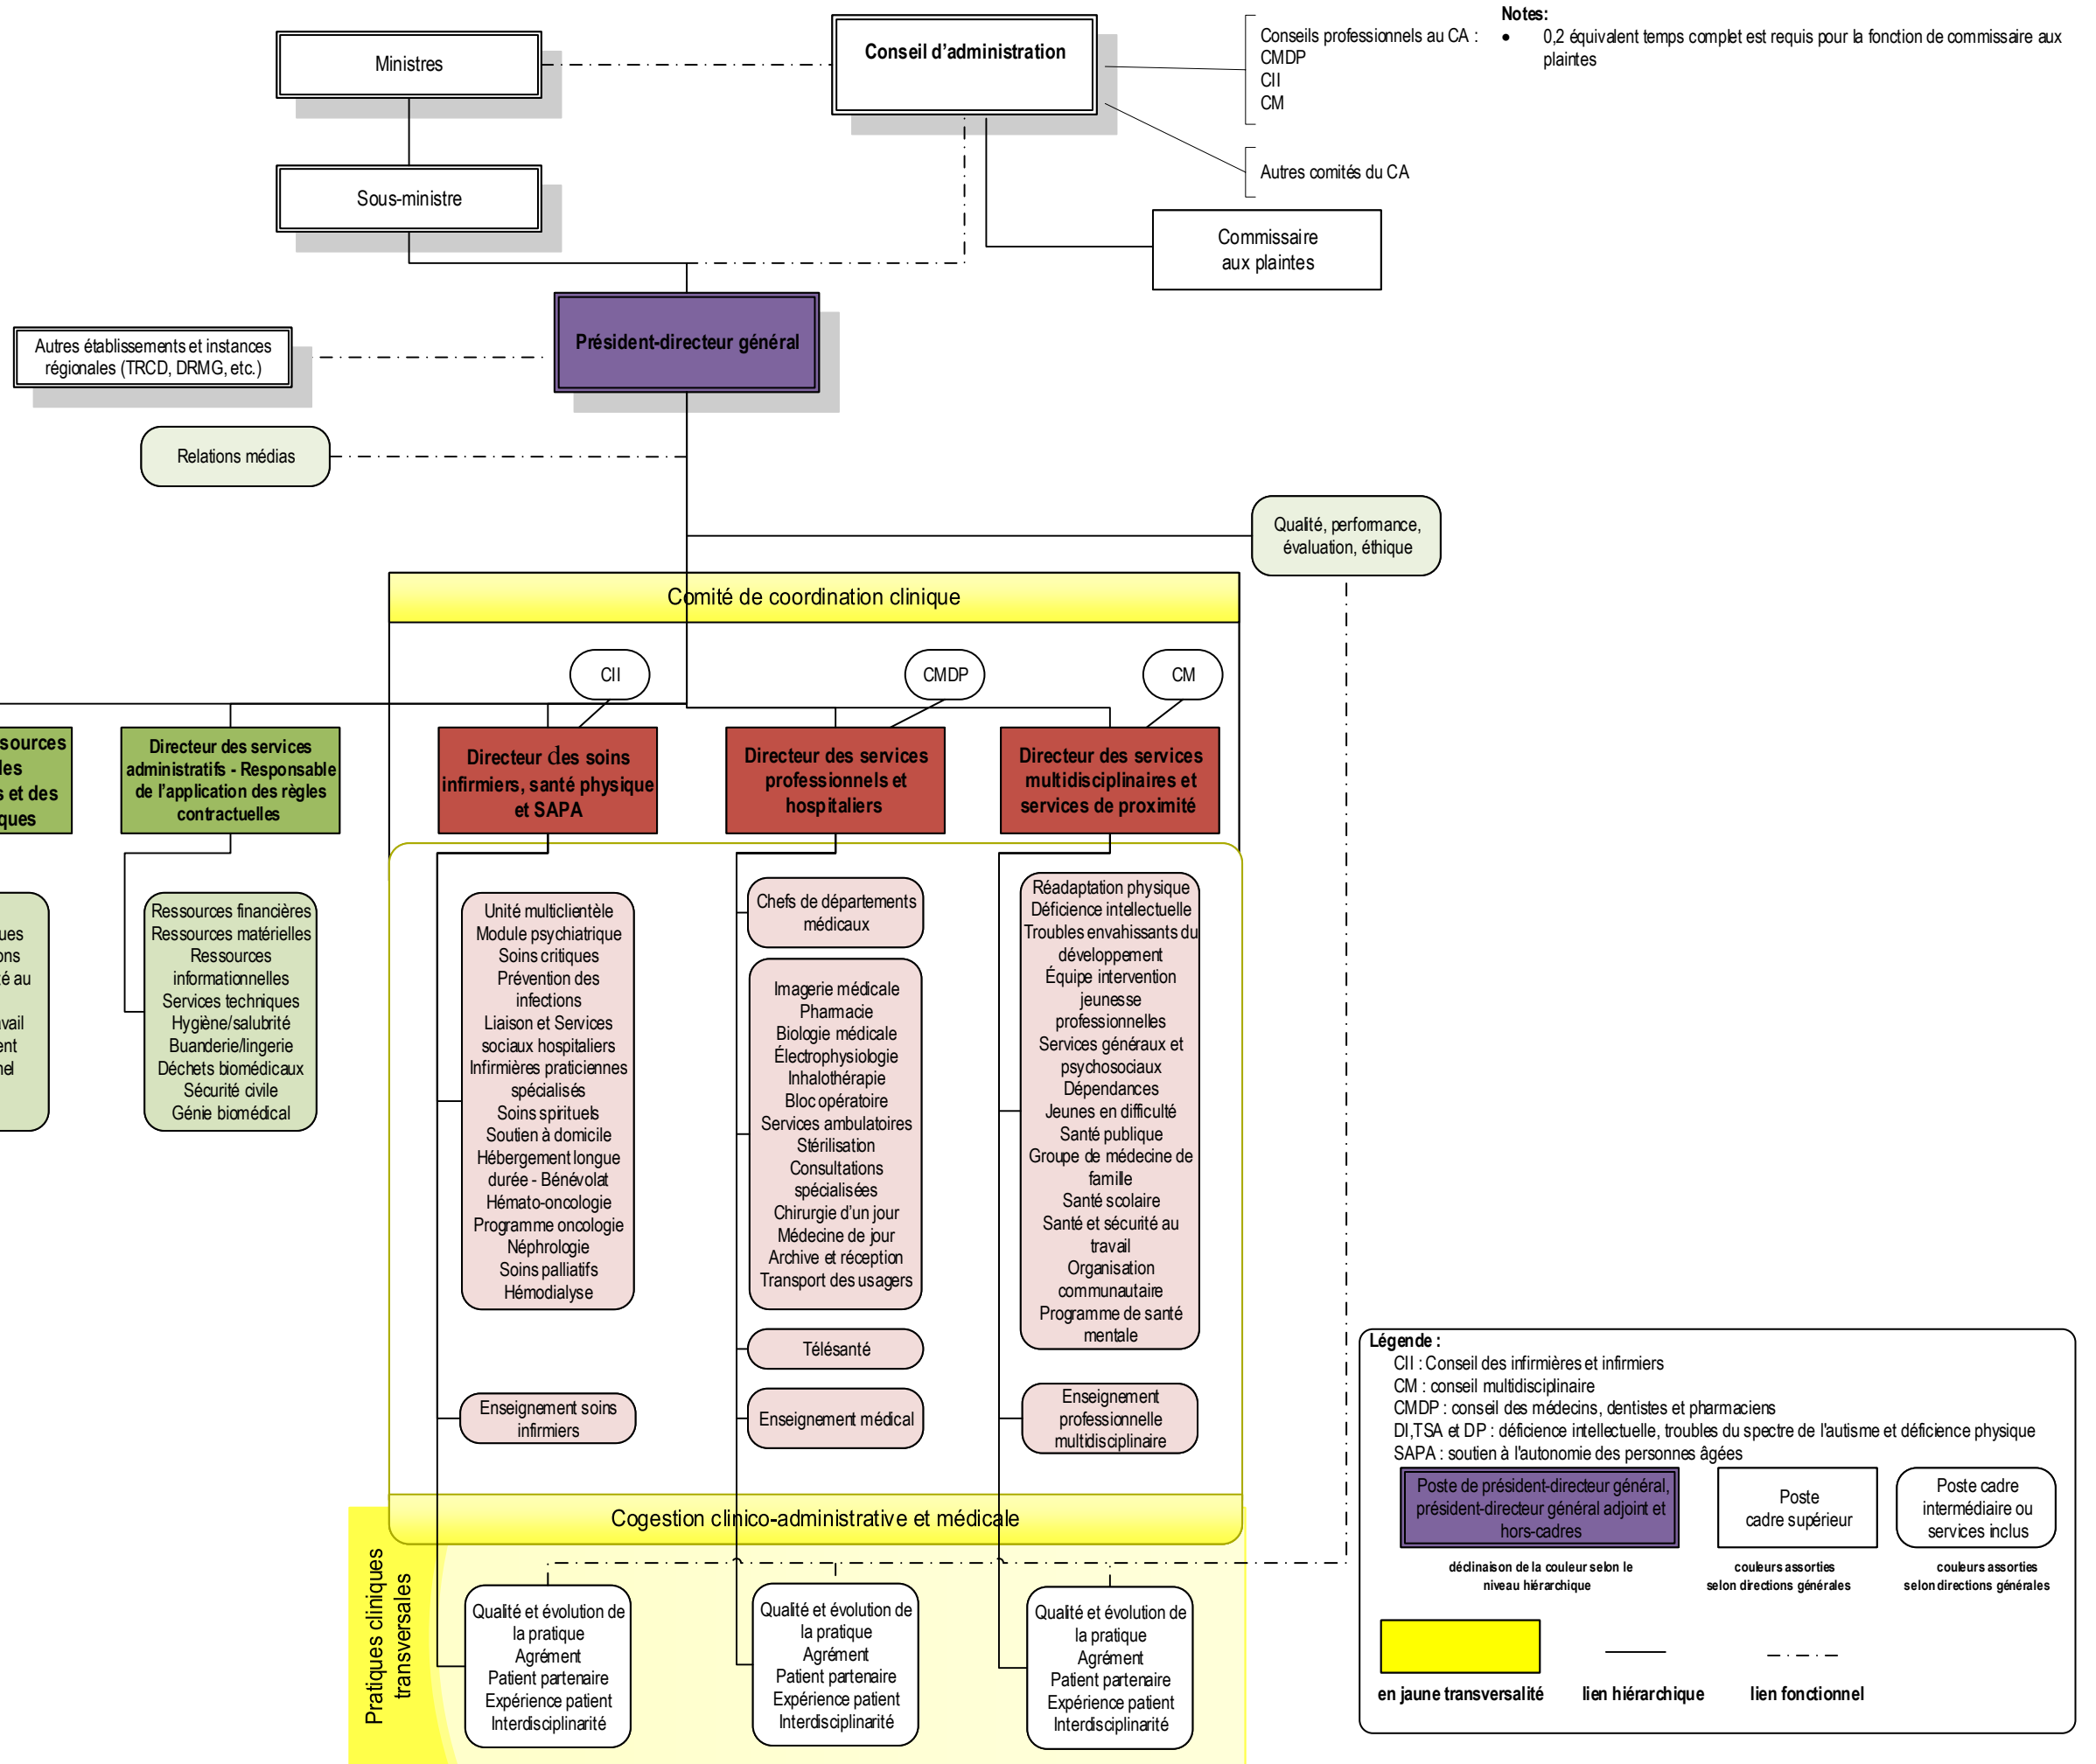 Notes:
• 0,2 équivalent temps complet est requis pour la fonction de commissaire aux
plaintes
Ministres
Conseil d’administration
Conseils professionnels au CA :
CMDP
CII
CM
Autres comités du CA
Sous-ministre
Commissaire
aux plaintes
Président-directeur général
Autres établissements et instances
régionales (TRCD, DRMG, etc.)
Relations médias
Qualité, performance,
évaluation, éthique
Comité de coordination clinique
CII
CMDP
CM
Directeur des services
administratifs - Responsable
de l’application des règles
contractuelles
Directeur des soins
infirmiers, santé physique
et SAPA
Directeur des services
professionnels et
hospitaliers
Directeur des services
multidisciplinaires et
services de proximité
Ressources financières
Ressources matérielles
Ressources
informationnelles
Services techniques
Hygiène/salubrité
Buanderie/lingerie
Déchets biomédicaux
Sécurité civile
Génie biomédical
Unité multiclientèle
Module psychiatrique
Soins critiques
Prévention des
infections
Liaison et Services
sociaux hospitaliers
Infirmières praticiennes
spécialisés
Soins spirituels
Soutien à domicile
Hébergement longue
durée - Bénévolat
Hémato-oncologie
Programme oncologie
Néphrologie
Soins palliatifs
Hémodialyse
Enseignement soins
infirmiers
Chefs de départements
médicaux
Imagerie médicale
Pharmacie
Biologie médicale
Électrophysiologie
Inhalothérapie
Bloc opératoire
Services ambulatoires
Stérilisation
Consultations
spécialisées
Chirurgie d’un jour
Médecine de jour
Archive et réception
Transport des usagers
Télésanté
Enseignement médical
Réadaptation physique
Déficience intellectuelle
Troubles envahissants du
développement
Équipe intervention
jeunesse
professionnelles
Services généraux et
psychosociaux
Dépendances
Jeunes en difficulté
Santé publique
Groupe de médecine de
famille
Santé scolaire
Santé et sécurité au
travail
Organisation
communautaire
Programme de santé
mentale
Enseignement
professionnelle
multidisciplinaire
Cogestion clinico-administrative et médicale
Pratiques cliniques
transversales
Qualité et évolution de
la pratique
Agrément
Patient partenaire
Expérience patient
Interdisciplinarité
Qualité et évolution de
la pratique
Agrément
Patient partenaire
Expérience patient
Interdisciplinarité
Qualité et évolution de
la pratique
Agrément
Patient partenaire
Expérience patient
Interdisciplinarité
Légende :
CII : Conseil des infirmières et infirmiers
CM : conseil multidisciplinaire
CMDP : conseil des médecins, dentistes et pharmaciens
DI,TSA et DP : déficience intellectuelle, troubles du spectre de l'autisme et déficience physique
SAPA : soutien à l'autonomie des personnes âgées
Poste de président-directeur général,
président-directeur général adjoint et
hors-cadres
Poste
cadre supérieur
Poste cadre
intermédiaire ou
services inclus
déclinaison de la couleur selon le
niveau hiérarchique
couleurs assorties
selon directions générales
couleurs assorties
selon directions générales
en jaune transversalité
lien hiérarchique
lien fonctionnel